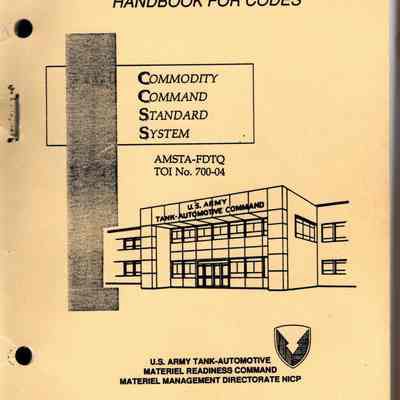 HANDBOOK FOR CODES
COMMODITY
COMMAND
STANDARD
SYSTEM
AMSTA-FDTQ
TOI No. 700-04
U.S. ARMY
TANK-AUTOMOTIVE COMMAND
U.S. ARMY TANK-AUTOMOTIVE
MATERIEL READINESS COMMAND
MATERIEL MANAGEMENT DIRECTORATE NICP